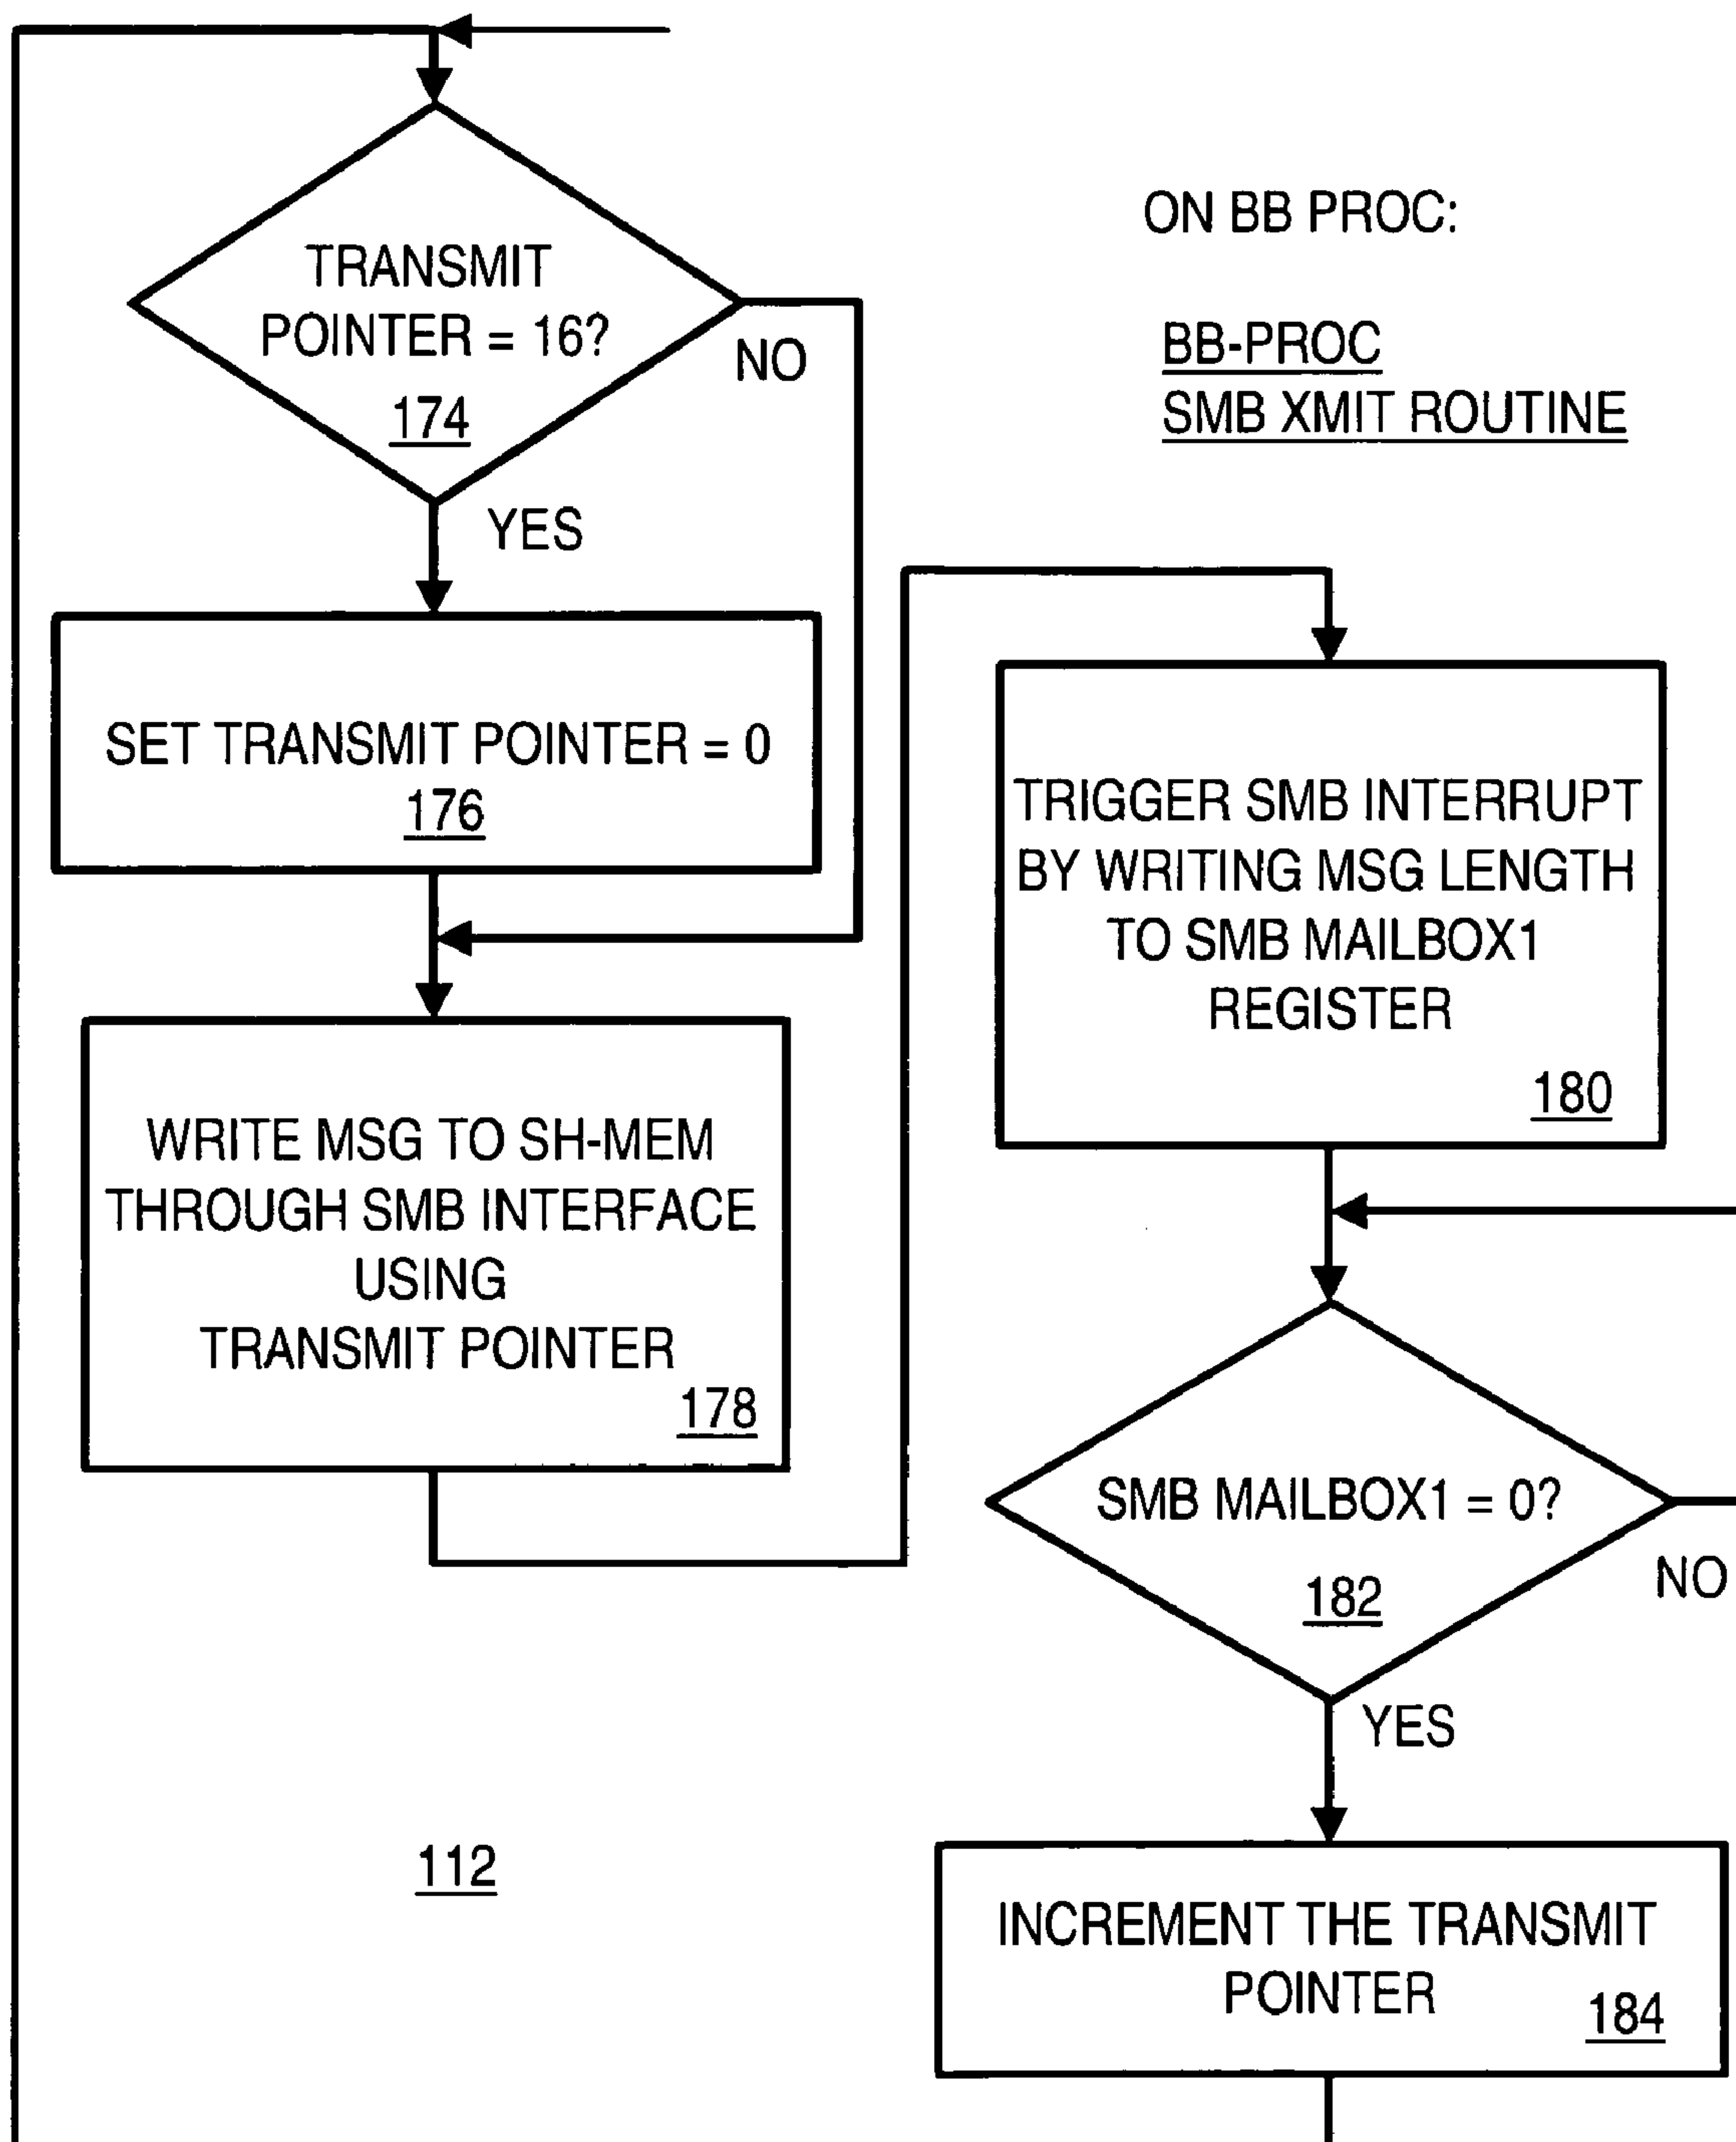 ON BB PROC:
BB-PROC
SMB XMIT ROUTINE
TRANSMIT
POINTER = 16?
174
NO
YES
SET TRANSMIT POINTER = 0
176
WRITE MSG TO SH-MEM
THROUGH SMB INTERFACE
USING
TRANSMIT POINTER
178
TRIGGER SMB INTERRUPT
BY WRITING MSG LENGTH
TO SMB MAILBOX1
REGISTER
180
SMB MAILBOX1 = 0?
182
NO
YES
INCREMENT THE TRANSMIT
POINTER
184
112